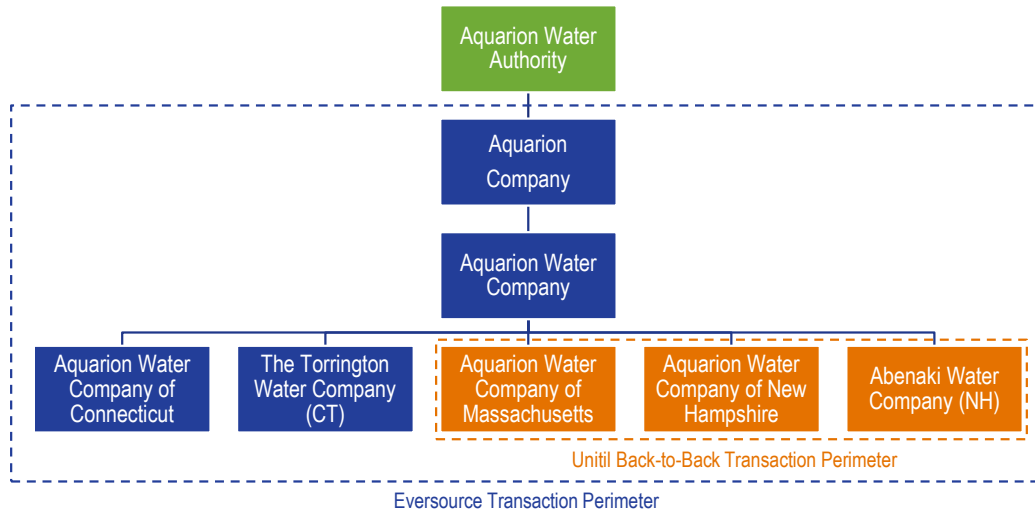 Aquarion Water
Authority
Aquarion
Company
Aquarion Water
Company
Aquarion Water
Company of
Connecticut
The Torrington
Water Company
(CT)
Aquarion Water
Company of
Massachusetts
Aquarion Water
Company of New
Hampshire
Abenaki Water
Company (NH)
Unitil Back-to-Back Transaction Perimeter
Eversource Transaction Perimeter